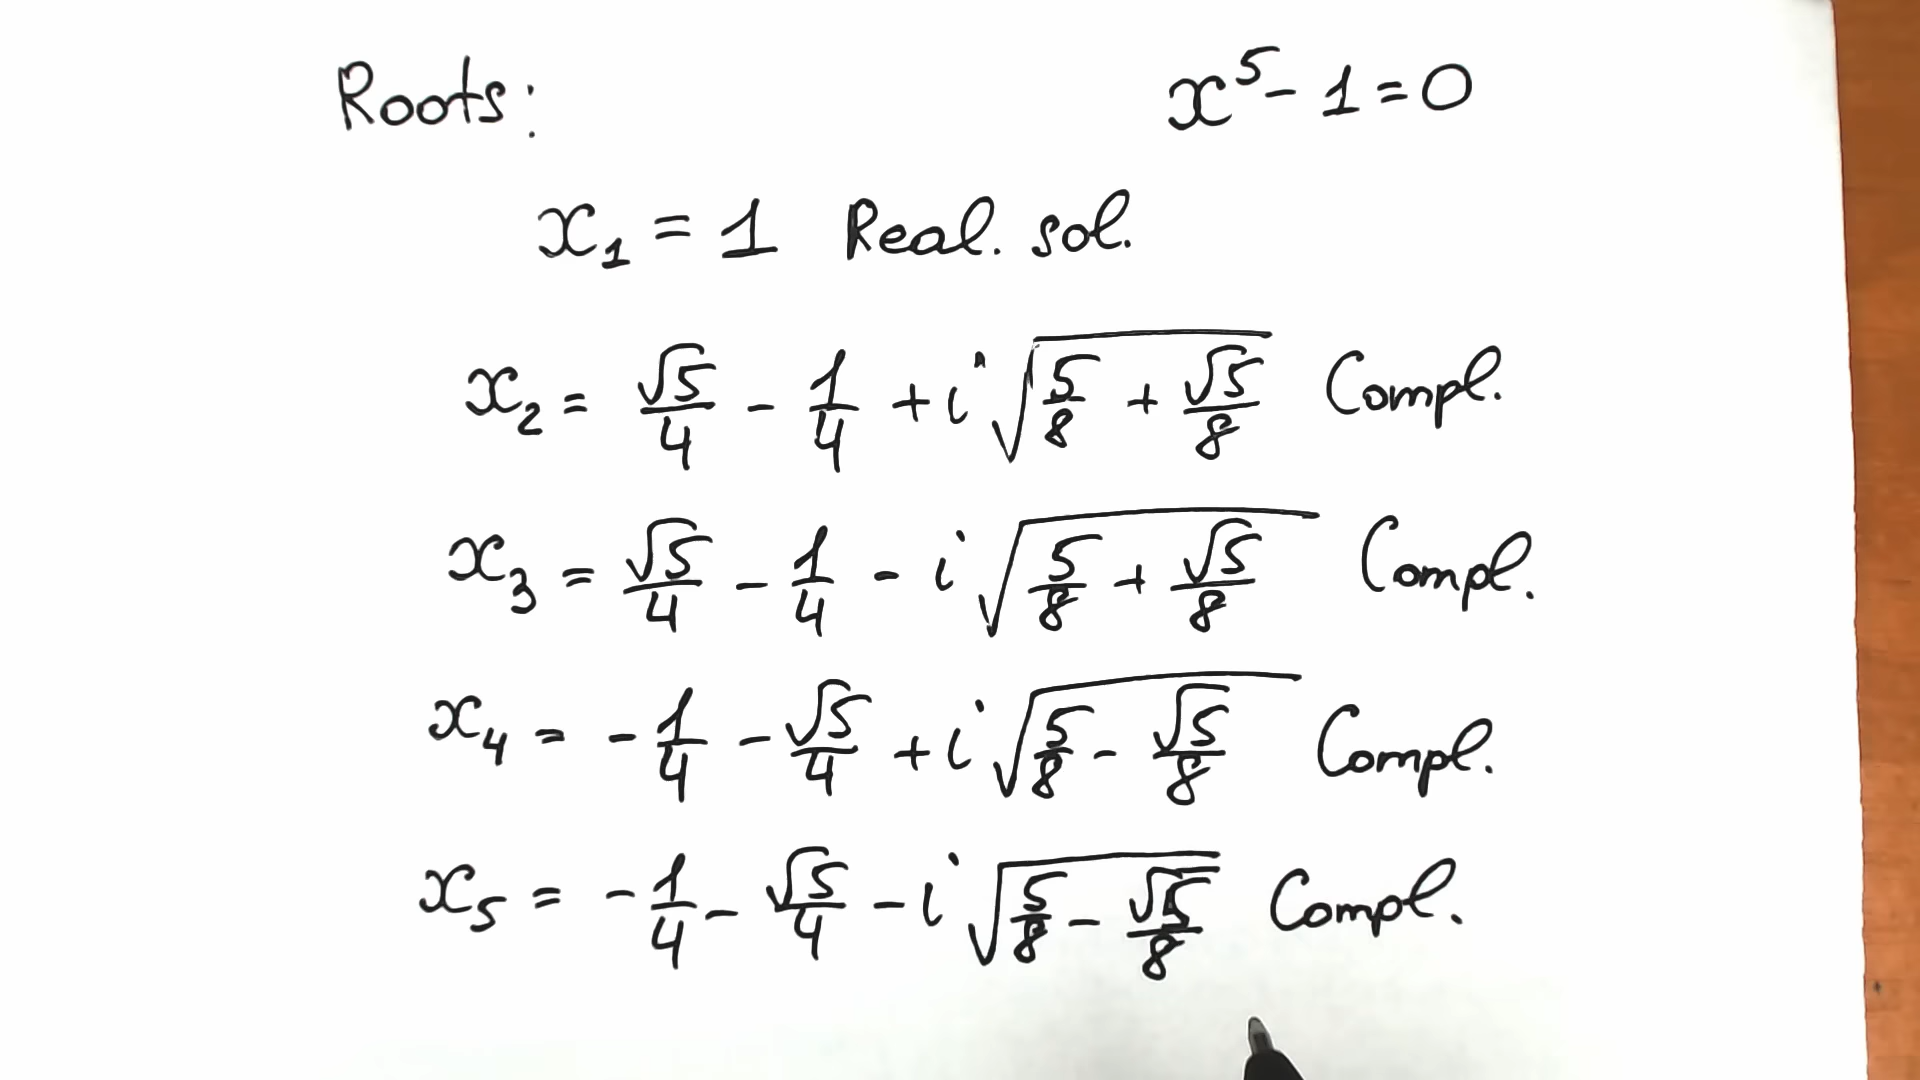 Roots: x⁵ - 1 = 0
x₁ = 1 Real. sol.
x₂ = √5/4 - 1/4 + i √(5/8 + √5/8) Compl.
x₃ = √5/4 - 1/4 - i √(5/8 + √5/8) Compl.
x₄ = - 1/4 - √5/4 + i √(5/8 - √5/8) Compl.
x₅ = - 1/4 - √5/4 - i √(5/8 - √5/8) Compl.